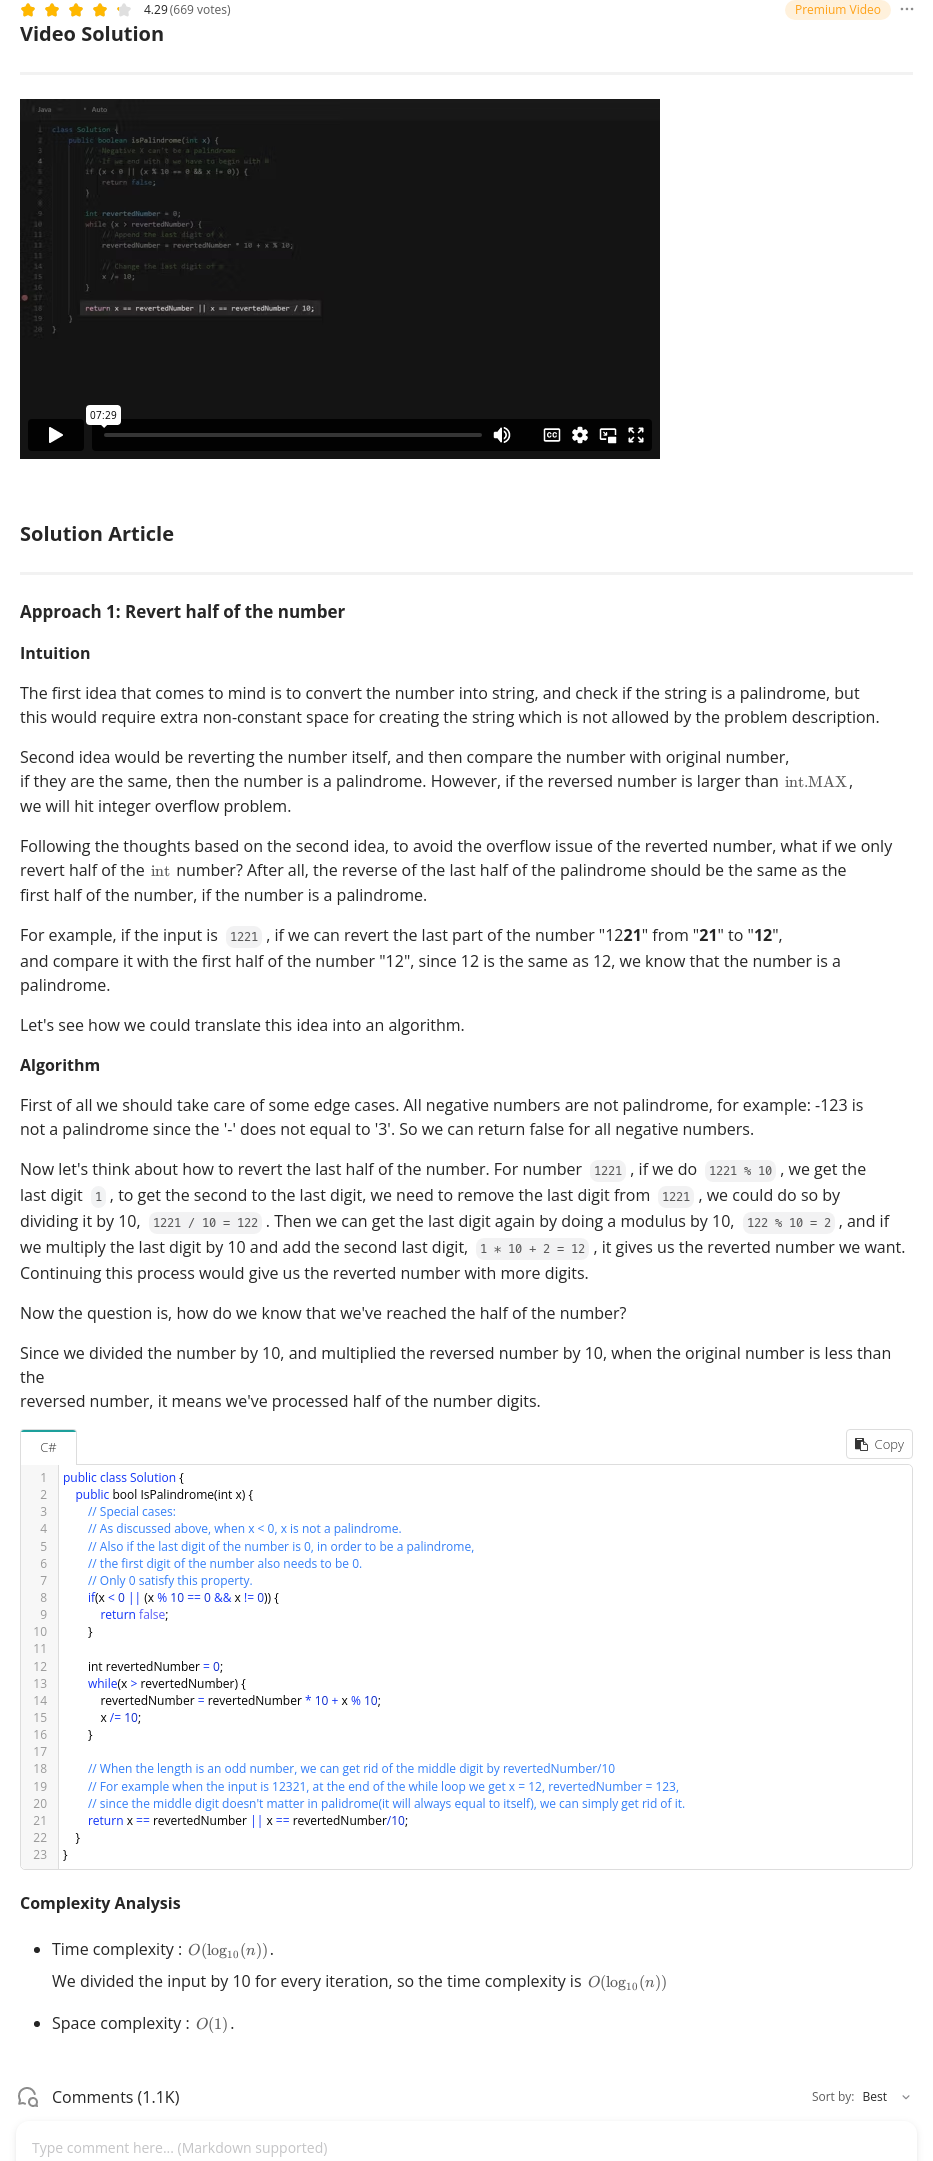 4.29 (669 votes) Premium Video ...
Video Solution
Java Auto
1 class Solution {
2 public boolean isPalindrome(int x) {
3 // -Negative X can't be a palindrome
4 // -If we end with 0 we have to begin with 0
5 if (x < 0 || (x % 10 == 0 && x != 0)) {
6 return false;
7 }
8
9 int revertedNumber = 0;
10 while (x > revertedNumber) {
11 // Append the last digit of x
12 revertedNumber = revertedNumber * 10 + x % 10;
13
14 // Change the last digit of
15 x /= 10;
16 }
17
18 return x == revertedNumber || x == revertedNumber / 10;
19 }
20 }
07:29
CC
Solution Article
Approach 1: Revert half of the number
Intuition
The first idea that comes to mind is to convert the number into string, and check if the string is a palindrome, but
this would require extra non-constant space for creating the string which is not allowed by the problem description.
Second idea would be reverting the number itself, and then compare the number with original number,
if they are the same, then the number is a palindrome. However, if the reversed number is larger than int.MAX,
we will hit integer overflow problem.
Following the thoughts based on the second idea, to avoid the overflow issue of the reverted number, what if we only
revert half of the int number? After all, the reverse of the last half of the palindrome should be the same as the
first half of the number, if the number is a palindrome.
For example, if the input is 1221 , if we can revert the last part of the number "1221" from "21" to "12",
and compare it with the first half of the number "12", since 12 is the same as 12, we know that the number is a
palindrome.
Let's see how we could translate this idea into an algorithm.
Algorithm
First of all we should take care of some edge cases. All negative numbers are not palindrome, for example: -123 is
not a palindrome since the '-' does not equal to '3'. So we can return false for all negative numbers.
Now let's think about how to revert the last half of the number. For number 1221 , if we do 1221 % 10 , we get the
last digit 1 , to get the second to the last digit, we need to remove the last digit from 1221 , we could do so by
dividing it by 10, 1221 / 10 = 122 . Then we can get the last digit again by doing a modulus by 10, 122 % 10 = 2 , and if
we multiply the last digit by 10 and add the second last digit, 1 * 10 + 2 = 12 , it gives us the reverted number we want.
Continuing this process would give us the reverted number with more digits.
Now the question is, how do we know that we've reached the half of the number?
Since we divided the number by 10, and multiplied the reversed number by 10, when the original number is less than
the
reversed number, it means we've processed half of the number digits.
C# Copy
1 public class Solution {
2 public bool IsPalindrome(int x) {
3 // Special cases:
4 // As discussed above, when x < 0, x is not a palindrome.
5 // Also if the last digit of the number is 0, in order to be a palindrome,
6 // the first digit of the number also needs to be 0.
7 // Only 0 satisfy this property.
8 if(x < 0 || (x % 10 == 0 && x != 0)) {
9 return false;
10 }
11
12 int revertedNumber = 0;
13 while(x > revertedNumber) {
14 revertedNumber = revertedNumber * 10 + x % 10;
15 x /= 10;
16 }
17
18 // When the length is an odd number, we can get rid of the middle digit by revertedNumber/10
19 // For example when the input is 12321, at the end of the while loop we get x = 12, revertedNumber = 123,
20 // since the middle digit doesn't matter in palidrome(it will always equal to itself), we can simply get rid of it.
21 return x == revertedNumber || x == revertedNumber/10;
22 }
23 }
Complexity Analysis
• Time complexity : O(log₁₀(n)).
We divided the input by 10 for every iteration, so the time complexity is O(log₁₀(n))
• Space complexity : O(1).
Comments (1.1K) Sort by: Best
Type comment here... (Markdown supported)